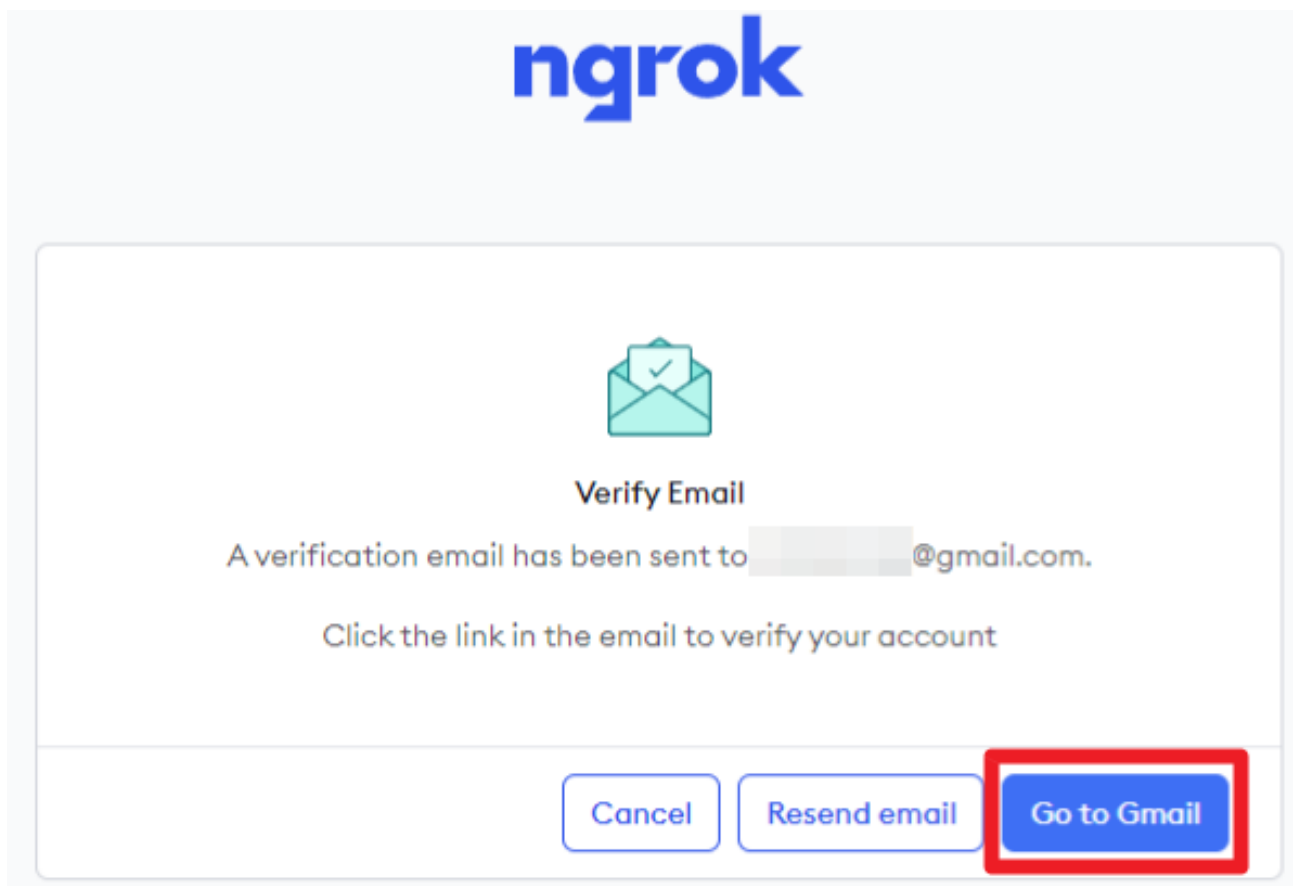 ngrok
Verify Email
A verification email has been sent to @gmail.com.
Click the link in the email to verify your account
Cancel
Resend email
Go to Gmail